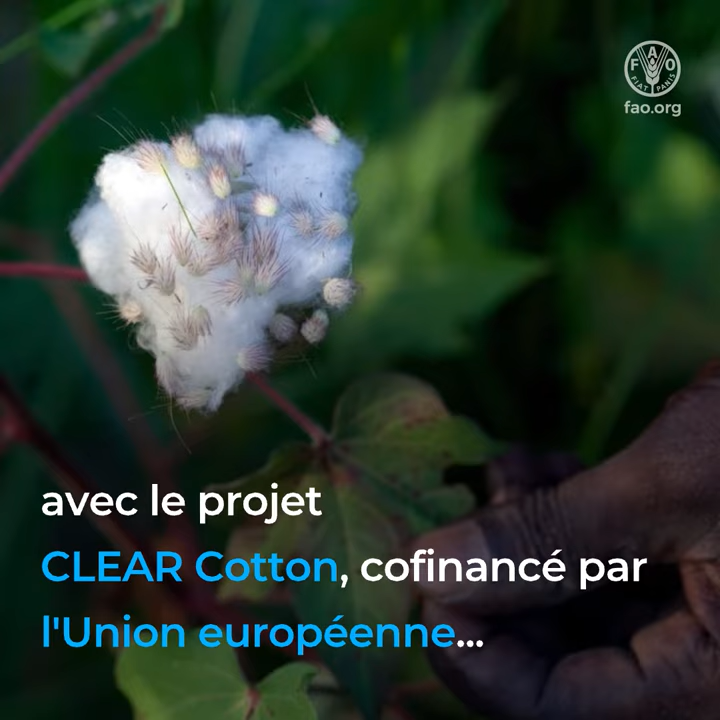 F A O
FIAT PANIS
fao.org
avec le projet
CLEAR Cotton, cofinancé par
l'Union européenne...